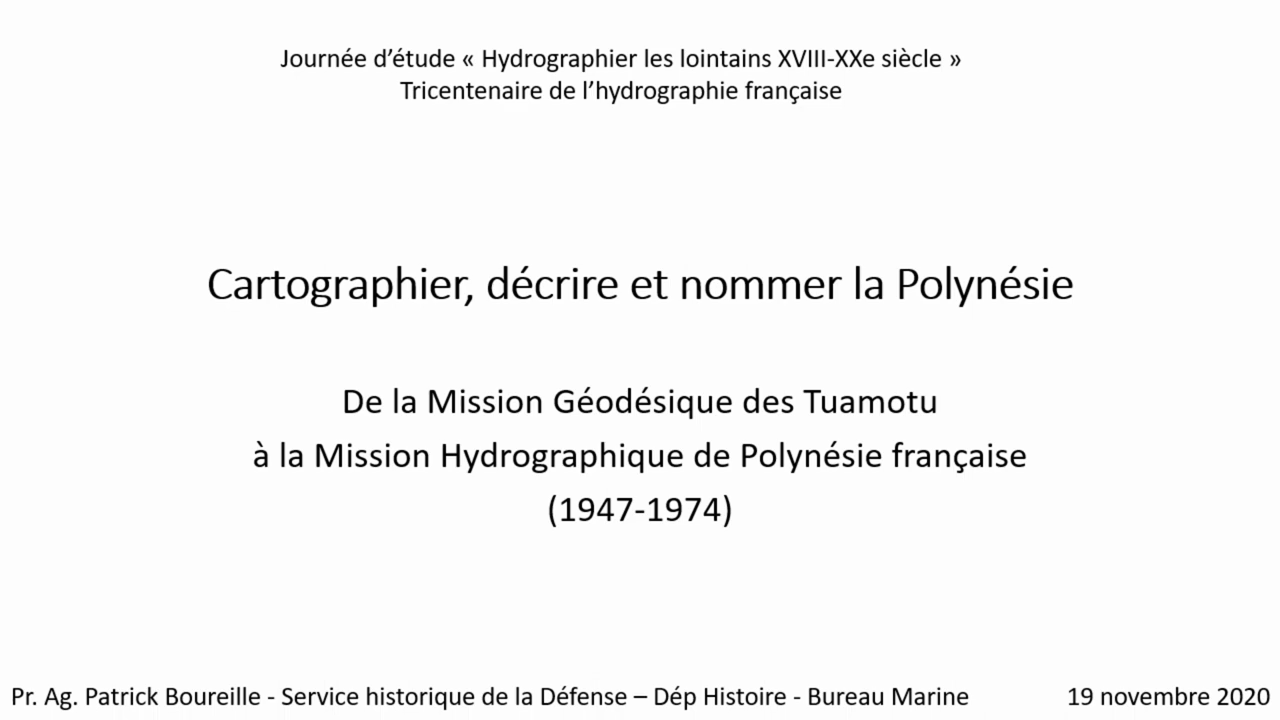 Journée d’étude « Hydrographier les lointains XVIII-XXe siècle »
Tricentenaire de l’hydrographie française
Cartographier, décrire et nommer la Polynésie
De la Mission Géodésique des Tuamotu
à la Mission Hydrographique de Polynésie française
(1947-1974)
Pr. Ag. Patrick Boureille - Service historique de la Défense – Dép Histoire - Bureau Marine 19 novembre 2020